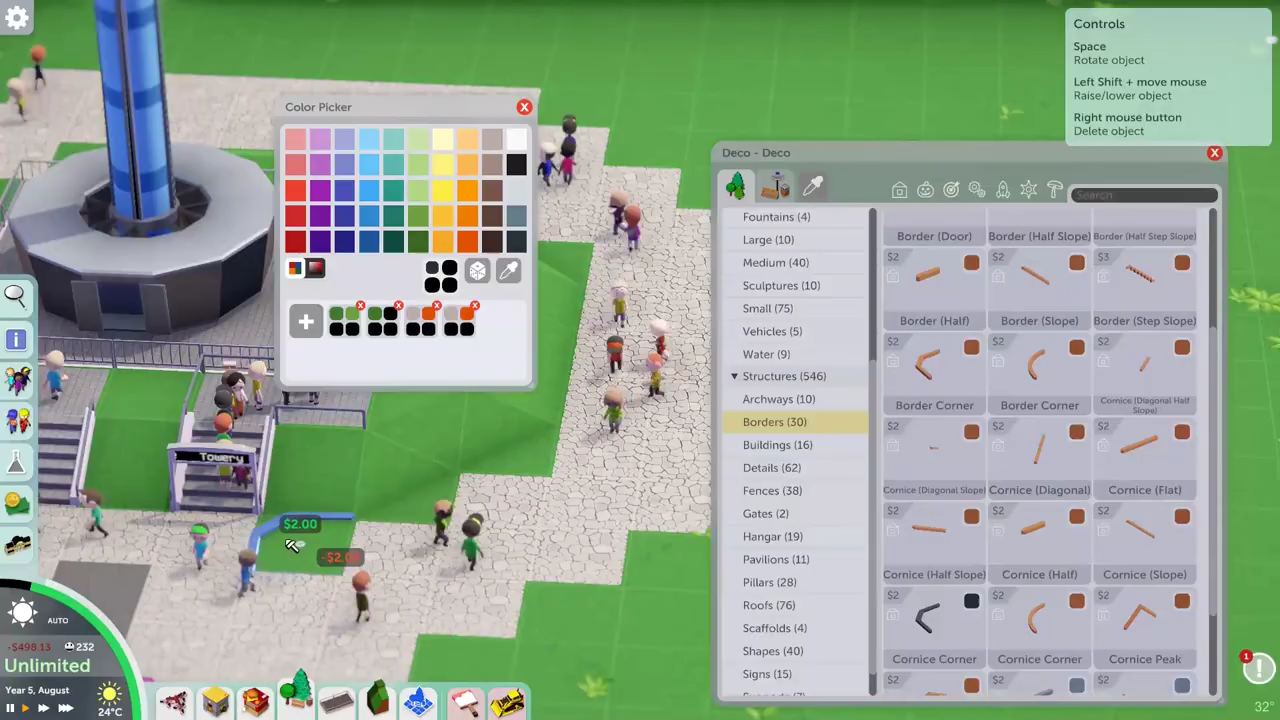 Controls
Space
Rotate object
Left Shift + move mouse
Raise/lower object
Right mouse button
Delete object
Color Picker
Deco - Deco
Search
Fountains (4)
Large (10)
Medium (40)
Sculptures (10)
Small (75)
Vehicles (5)
Water (9)
Structures (546)
Archways (10)
Borders (30)
Buildings (16)
Details (62)
Fences (38)
Gates (2)
Hangar (19)
Pavilions (11)
Pillars (28)
Roofs (76)
Scaffolds (4)
Shapes (40)
Signs (15)
Border (Door)
Border (Half Slope)
Border (Half Step Slope)
$2
$2
$3
Border (Half)
Border (Slope)
Border (Step Slope)
$2
$2
$2
Border Corner
Border Corner
Cornice (Diagonal Half Slope)
$2
$2
$2
Cornice (Diagonal Slope)
Cornice (Diagonal)
Cornice (Flat)
$2
$2
$2
Cornice (Half Slope)
Cornice (Half)
Cornice (Slope)
$2
$2
$2
Cornice Corner
Cornice Corner
Cornice Peak
Towery
$2.00
AUTO
-$498.13
232
Unlimited
Year 5, August
24°C
1
32°